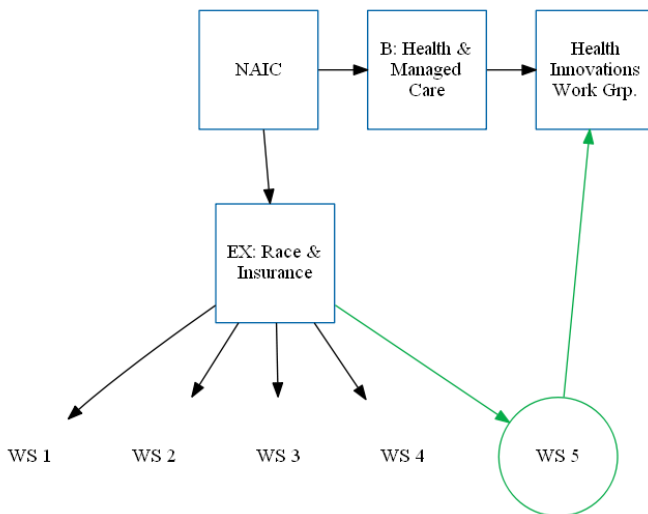 NAIC
B: Health &
Managed
Care
Health
Innovations
Work Grp.
EX: Race &
Insurance
WS 1
WS 2
WS 3
WS 4
WS 5